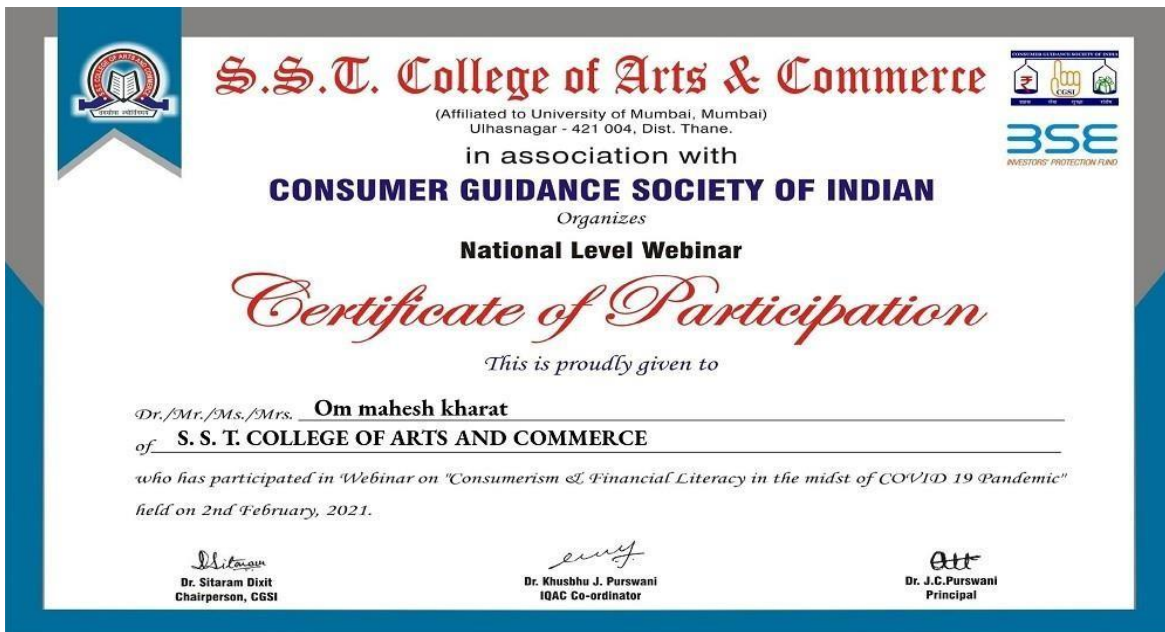 S.S.T. College of Arts & Commerce
(Affiliated to University of Mumbai, Mumbai)
Ulhasnagar - 421 004, Dist. Thane.
in association with
CONSUMER GUIDANCE SOCIETY OF INDIAN
Organizes
National Level Webinar
Certificate of Participation
This is proudly given to
Dr./Mr./Ms./Mrs. Om mahesh kharat
of S. S. T. COLLEGE OF ARTS AND COMMERCE
who has participated in Webinar on "Consumerism & Financial Literacy in the midst of COVID 19 Pandemic"
held on 2nd February, 2021.
Dr. Sitaram Dixit
Chairperson, CGSI
Dr. Khusbhu J. Purswani
IQAC Co-ordinator
Dr. J.C.Purswani
Principal
CONSUMER GUIDANCE SOCIETY OF INDIA
₹
CGSI
BSE
INVESTORS' PROTECTION FUND